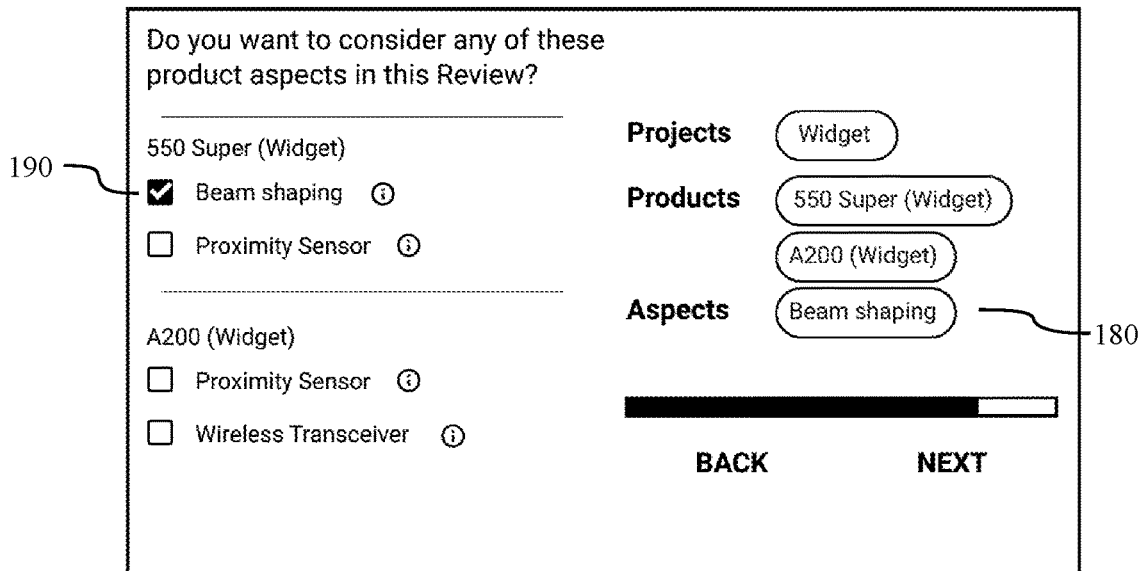 Do you want to consider any of these
product aspects in this Review?
550 Super (Widget)
190
Beam shaping
Proximity Sensor
A200 (Widget)
Proximity Sensor
Wireless Transceiver
Projects Widget
Products 550 Super (Widget)
A200 (Widget)
Aspects Beam shaping
180
BACK NEXT